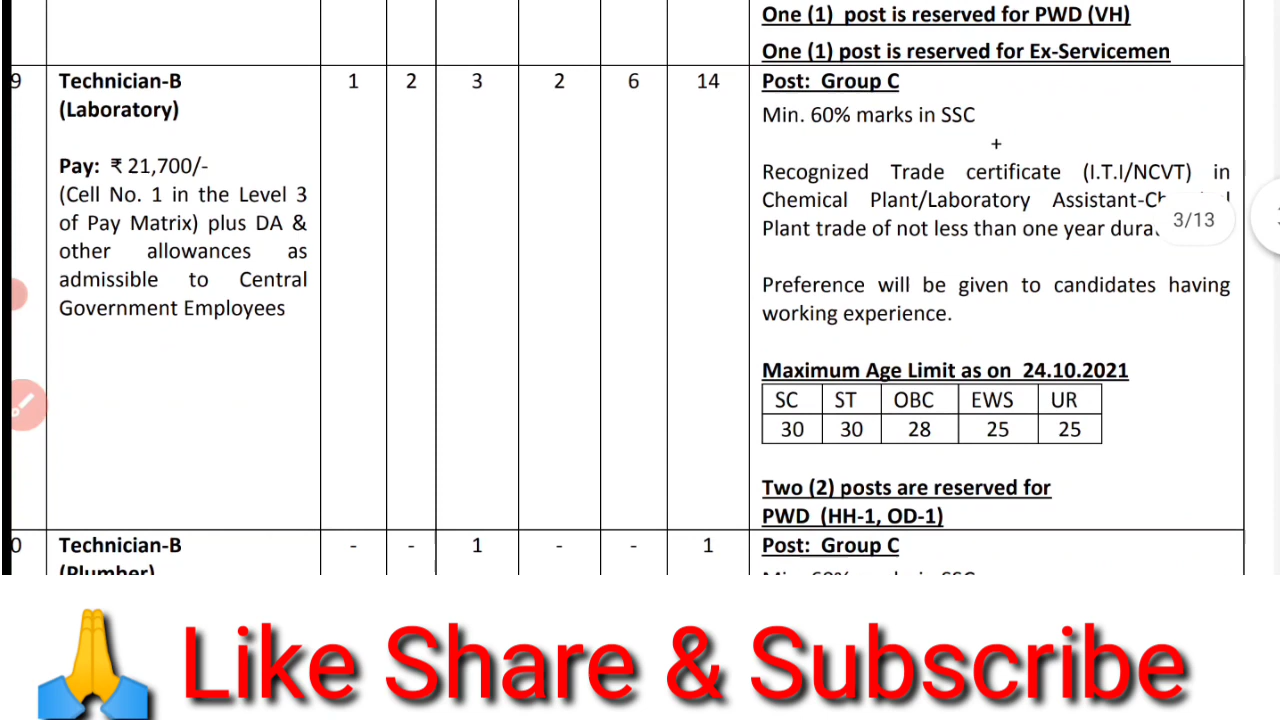 One (1) post is reserved for PWD (VH)
One (1) post is reserved for Ex-Servicemen
9
Technician-B
(Laboratory)
Pay: ₹ 21,700/-
(Cell No. 1 in the Level 3
of Pay Matrix) plus DA &
other allowances as
admissible to Central
Government Employees
1 2 3 2 6 14
Post: Group C
Min. 60% marks in SSC
+
Recognized Trade certificate (I.T.I/NCVT) in
Chemical Plant/Laboratory Assistant-
Plant trade of not less than one year
3/13
Preference will be given to candidates having
working experience.
Maximum Age Limit as on 24.10.2021
SC ST OBC EWS UR
30 30 28 25 25
Two (2) posts are reserved for
PWD (HH-1, OD-1)
0
Technician-B
(Plumber)
- - 1 - - 1
Post: Group C
Like Share & Subscribe